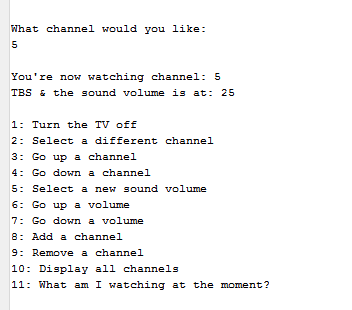 What channel would you like:
5
You're now watching channel: 5
TBS & the sound volume is at: 25
1: Turn the TV off
2: Select a different channel
3: Go up a channel
4: Go down a channel
5: Select a new sound volume
6: Go up a volume
7: Go down a volume
8: Add a channel
9: Remove a channel
10: Display all channels
11: What am I watching at the moment?